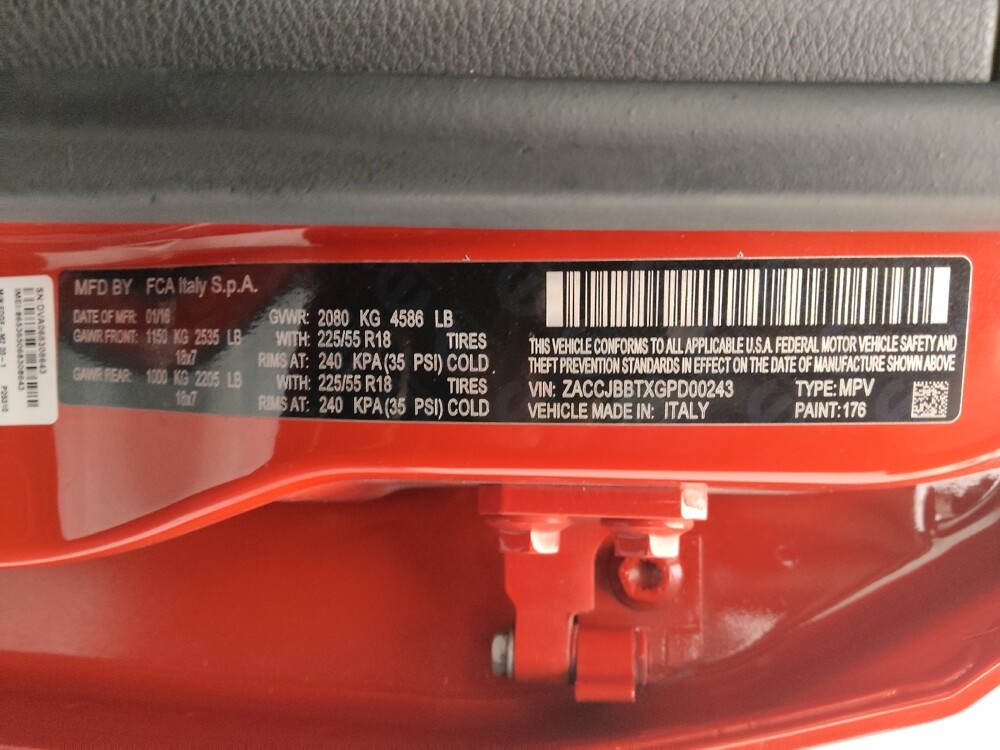 MFD BY FCA Italy S.p.A.
DATE OF MFR: 01/16 GVWR: 2080 KG 4586 LB
GAWR FRONT: 1150 KG 2535 LB WITH: 225/55 R18 TIRES
18x7 RIMS AT: 240 KPA(35 PSI) COLD
GAWR REAR: 1000 KG 2205 LB WITH: 225/55 R18 TIRES
18x7 RIMS AT: 240 KPA(35 PSI) COLD
THIS VEHICLE CONFORMS TO ALL APPLICABLE U.S.A. FEDERAL MOTOR VEHICLE SAFETY AND
THEFT PREVENTION STANDARDS IN EFFECT ON THE DATE OF MANUFACTURE SHOWN ABOVE
VIN: ZACCJBBTXGPD00243 TYPE: MPV
VEHICLE MADE IN: ITALY PAINT: 176
SN: DVA0683080643